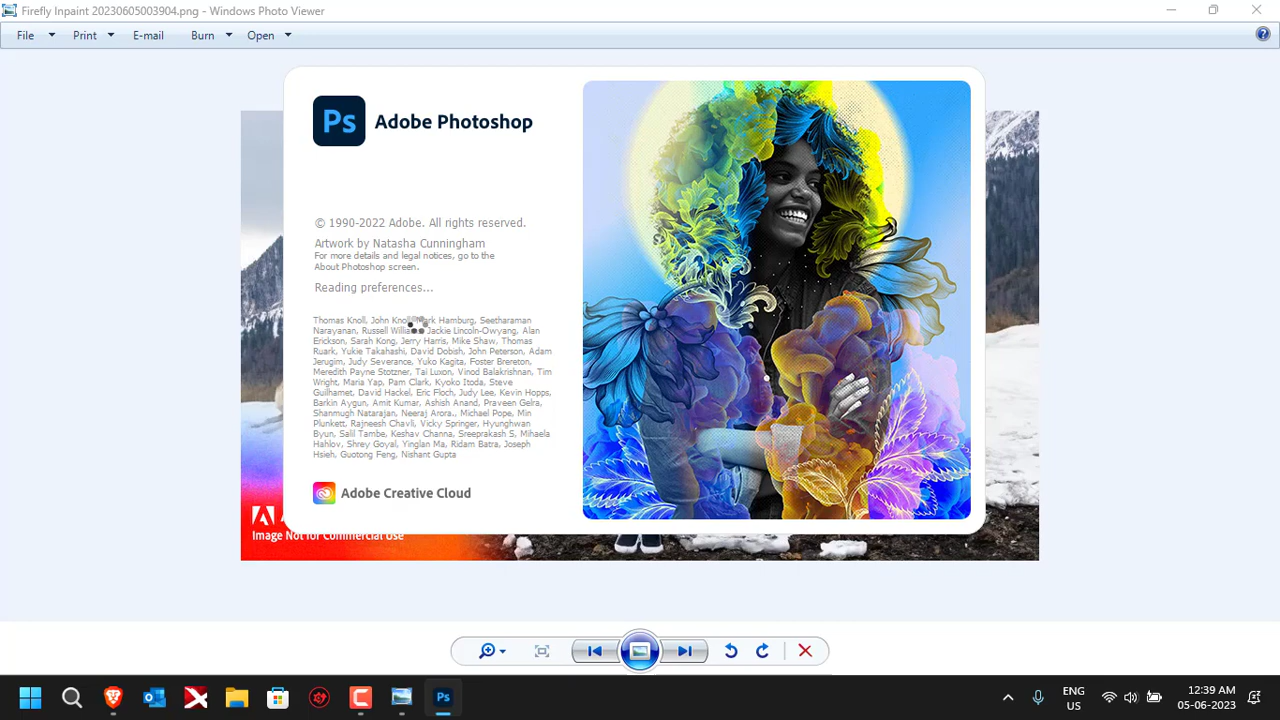 Firefly Inpaint 20230605003904.png - Windows Photo Viewer
File Print E-mail Burn Open
Ps Adobe Photoshop
© 1990-2022 Adobe. All rights reserved.
Artwork by Natasha Cunningham
For more details and legal notices, go to the
About Photoshop screen.
Reading preferences...
Thomas Knoll, John Hamburg, Seetharaman
Narayanan, Russell Jackie Lincoln-Owyang, Alan
Erickson, Sarah Kong, Jerry Harris, Mike Shaw, Thomas
Ruark, Yukie Takahashi, David Dobish, John Peterson, Adam
Jerugim, Judy Severance, Yuko Kagita, Foster Brereton,
Meredith Payne Stotzner, Tai Luxon, Vinod Balakrishnan, Tim
Wright, Maria Yap, Pam Clark, Kyoko Itoda, Steve
Guilhamet, David Hackel, Eric Floch, Judy Lee, Kevin Hopps,
Barkin Aygun, Amit Kumar, Ashish Anand, Praveen Gelra,
Shanmugh Natarajan, Neeraj Arora., Michael Pope, Min
Plunkett, Rajneesh Chavli, Vicky Springer, Hyunghwan
Byun, Salil Tambe, Keshav Channa, Sreeprakash S, Mihaela
Hahlov, Shrey Goyal, Yinglan Ma, Ridam Batra, Joseph
Hsieh, Guotong Feng, Nishant Gupta
Adobe Creative Cloud
Image Not for Commercial Use
Ps
ENG
US
12:39 AM
05-06-2023